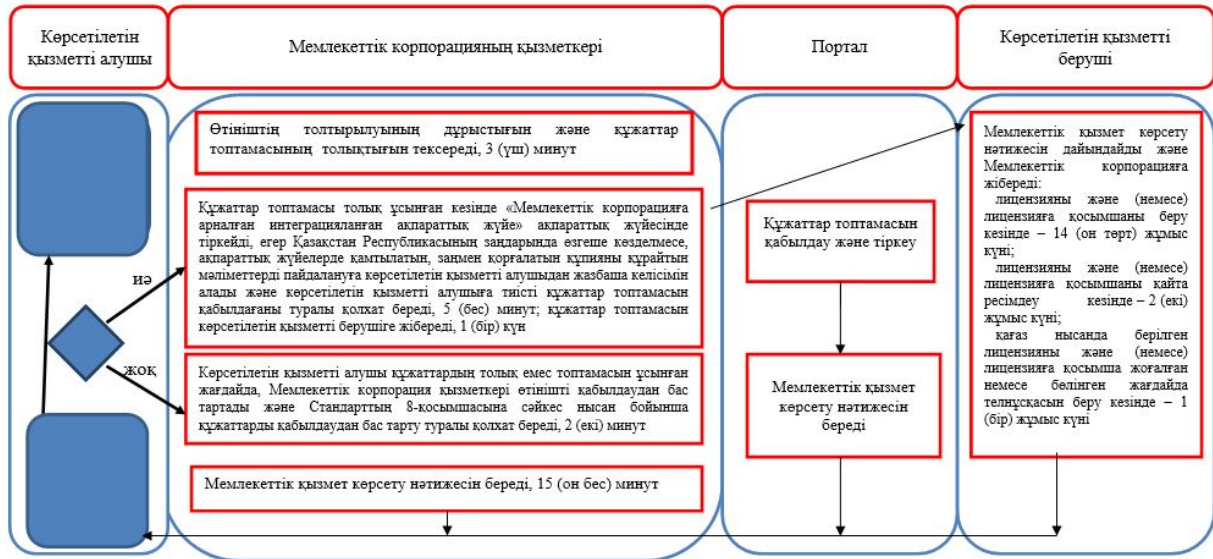 Көрсетілетін
қызметті алушы
Мемлекеттік корпорацияның қызметкері
Портал
Көрсетілетін қызметті
беруші
Өтініштің толтырылуының дұрыстығын және құжаттар
топтамасының толықтығын тексереді, 3 (үш) минут
Құжаттар топтамасы толық ұсынған кезінде «Мемлекеттік корпорацияға
арналған интеграцияланған ақпараттық жүйе» ақпараттық жүйесінде
тіркейді, егер Қазақстан Республикасының заңдарында өзгеше көзделмесе,
ақпараттық жүйелерде қамтылатын, заңмен қорғалатын құпияны құрайтын
мәліметтерді пайдалануға көрсетілетін қызметті алушыдан жазбаша келісімін
алады және көрсетілетін қызметті алушыға тиісті құжаттар топтамасын
қабылдағаны туралы қолхат береді, 5 (бес) минут; құжаттар топтамасын
көрсетілетін қызметті берушіге жібереді, 1 (бір) күн
иә
жоқ
Көрсетілетін қызметті алушы құжаттардың толық емес топтамасын ұсынған
жағдайда, Мемлекеттік корпорация қызметкері өтінішті қабылдаудан бас
тартады және Стандарттың 8-қосымшасына сәйкес нысан бойынша
құжаттарды қабылдаудан бас тарту туралы қолхат береді, 2 (екі) минут
Мемлекеттік қызмет көрсету нәтижесін береді, 15 (он бес) минут
Құжаттар топтамасын
қабылдау және тіркеу
Мемлекеттік қызмет
көрсету нәтижесін
береді
Мемлекеттік қызмет көрсету
нәтижесін дайындайды және
Мемлекеттік корпорацияға
жібереді:
лицензияны және (немесе)
лицензияға қосымшаны беру
кезінде – 14 (он төрт) жұмыс
күні;
лицензияны және (немесе)
лицензияға қосымшаны қайта
ресімдеу кезінде – 2 (екі)
жұмыс күні;
қағаз нысанда берілген
лицензияны және (немесе)
лицензияға қосымша жоғалған
немесе бөлінген жағдайда
телнұсқасын беру кезінде – 1
(бір) жұмыс күні